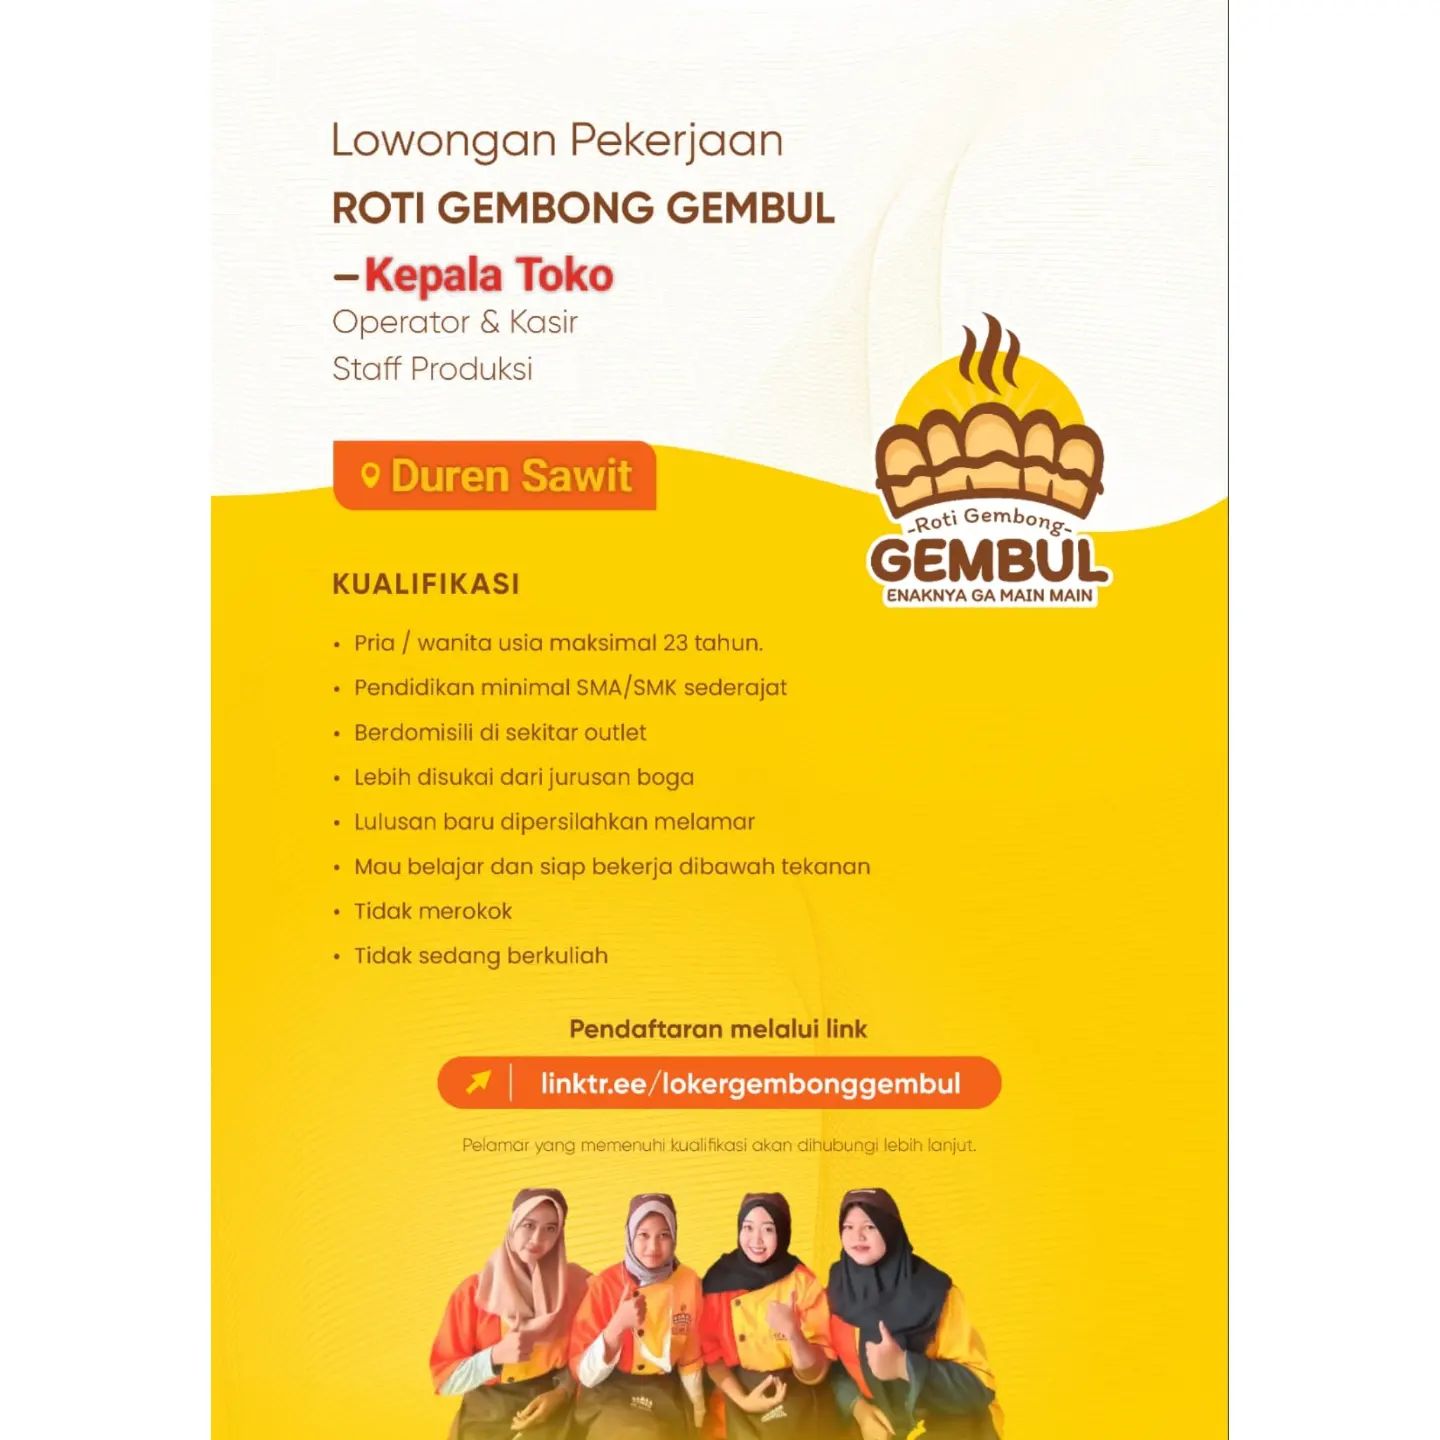 Lowongan Pekerjaan
ROTI GEMBONG GEMBUL
–Kepala Toko
Operator & Kasir
Staff Produksi
Duren Sawit
-Roti Gembong-
GEMBUL
ENAKNYA GA MAIN MAIN
KUALIFIKASI
• Pria / wanita usia maksimal 23 tahun.
• Pendidikan minimal SMA/SMK sederajat
• Berdomisili di sekitar outlet
• Lebih disukai dari jurusan boga
• Lulusan baru dipersilahkan melamar
• Mau belajar dan siap bekerja dibawah tekanan
• Tidak merokok
• Tidak sedang berkuliah
Pendaftaran melalui link
linktr.ee/lokergembonggembul
Pelamar yang memenuhi kualifikasi akan dihubungi lebih lanjut.